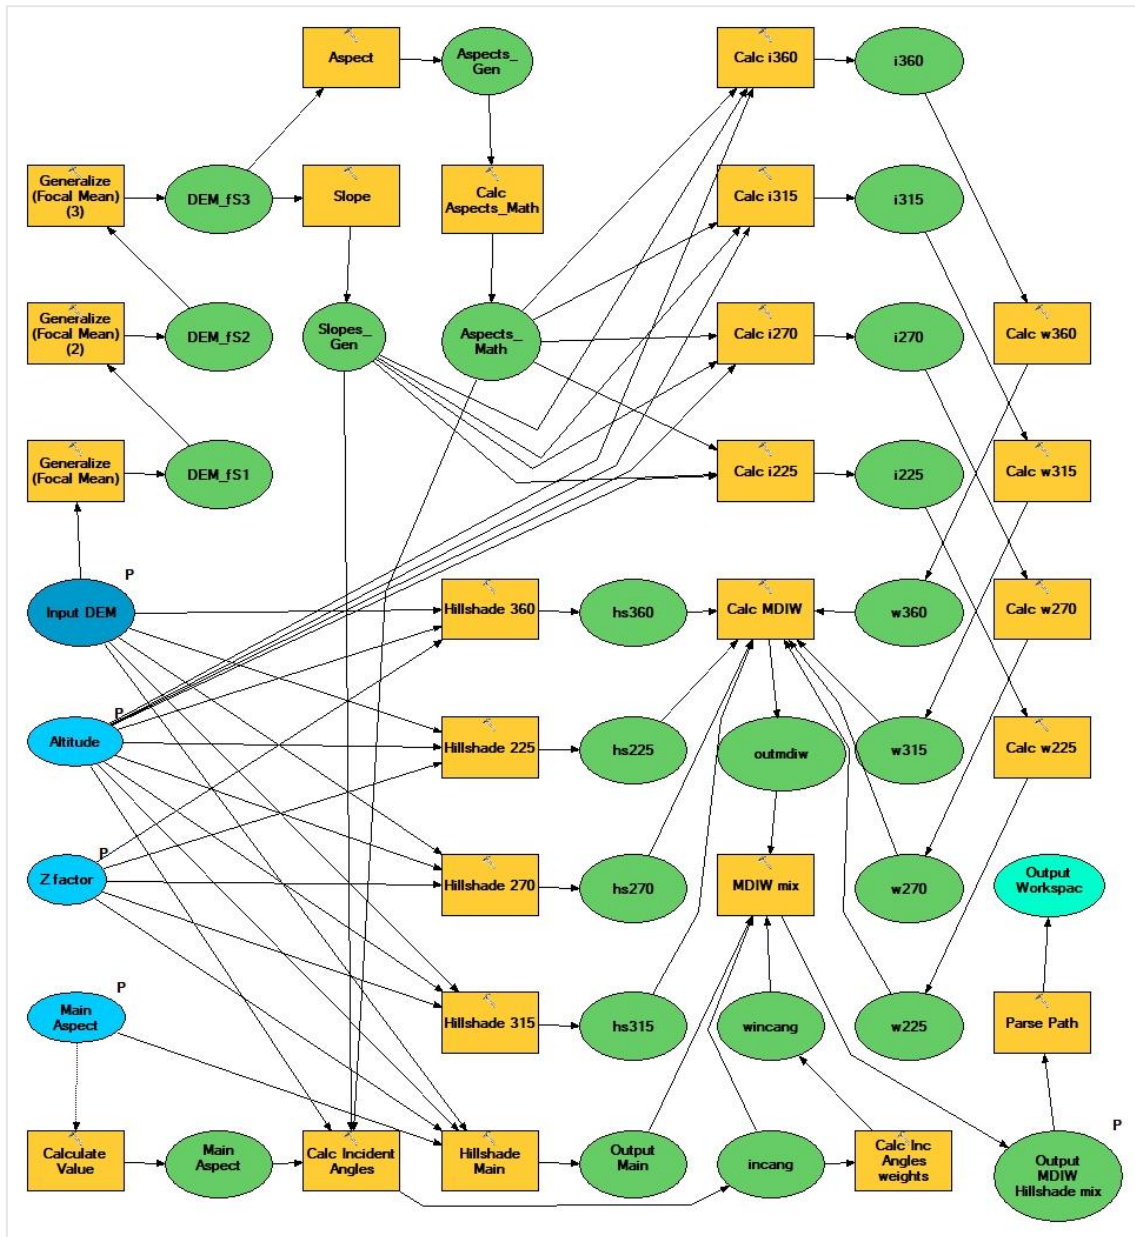 Aspect
Aspects_
Gen
Calc i360
i360
Generalize
(Focal Mean)
(3)
DEM_fS3
Slope
Calc
Aspects_Math
Calc i315
i315
Generalize
(Focal Mean)
(2)
DEM_fS2
Slopes_
Gen
Aspects_
Math
Calc i270
i270
Calc w360
Generalize
(Focal Mean)
DEM_fS1
Calc i225
i225
Calc w315
P
Input DEM
Hillshade 360
hs360
Calc MDIW
w360
Calc w270
P
Altitude
Hillshade 225
hs225
outmdiw
w315
Calc w225
P
Z factor
Hillshade 270
hs270
MDIW mix
w270
Output
Workspac
P
Main
Aspect
Hillshade 315
hs315
wincang
w225
Parse Path
Calculate
Value
Main
Aspect
Calc Incident
Angles
Hillshade
Main
Output
Main
incang
Calc Inc
Angles
weights
P
Output
MDIW
Hillshade mix